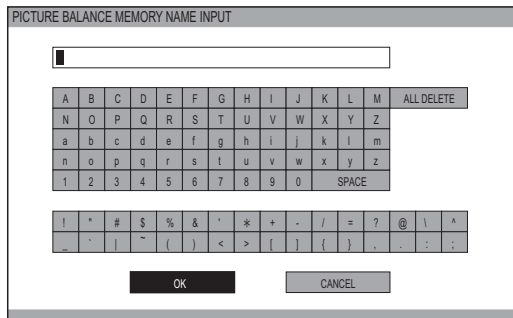 PICTURE BALANCE MEMORY NAME INPUT
A B C D E F G H I J K L M ALL DELETE
N O P Q R S T U V W X Y Z
a b c d e f g h i j k l m
n o p q r s t u v w x y z
1 2 3 4 5 6 7 8 9 0 SPACE
! " # $ % & ' * + - / = ? @ \ ^
_ ` | ~ ( ) < > [ ] { } , . : ;
OK CANCEL